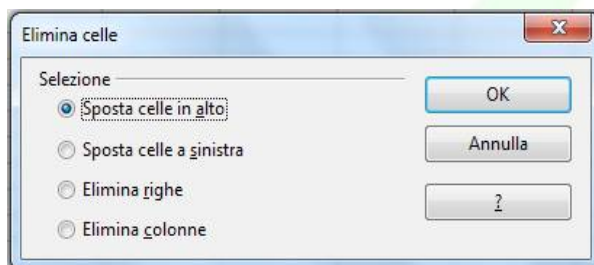 Elimina celle
Selezione
Sposta celle in alto
Sposta celle a sinistra
Elimina righe
Elimina colonne
OK
Annulla
?